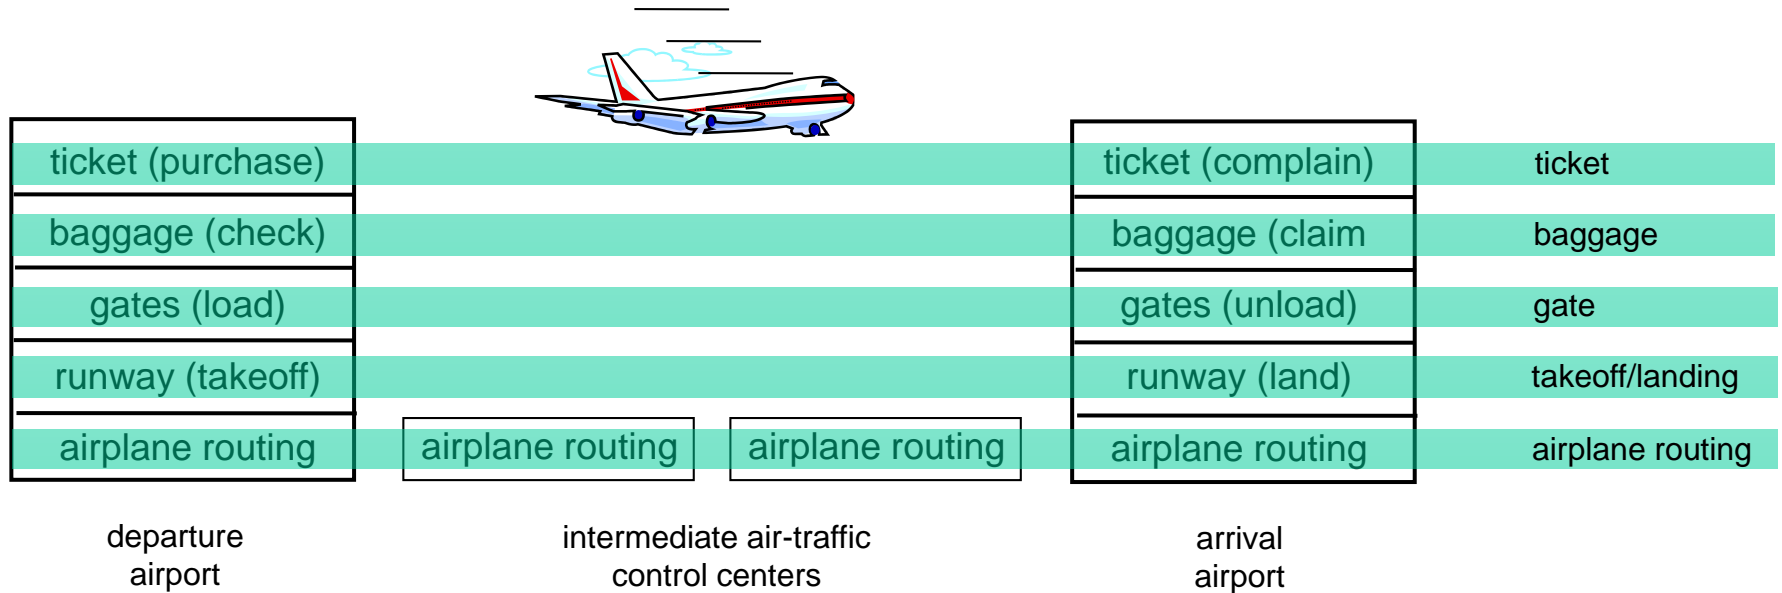 ticket (purchase)
ticket (complain)
ticket
baggage (check)
baggage (claim
baggage
gates (load)
gates (unload)
gate
runway (takeoff)
runway (land)
takeoff/landing
airplane routing
airplane routing
airplane routing
airplane routing
airplane routing
departure
airport
intermediate air-traffic
control centers
arrival
airport